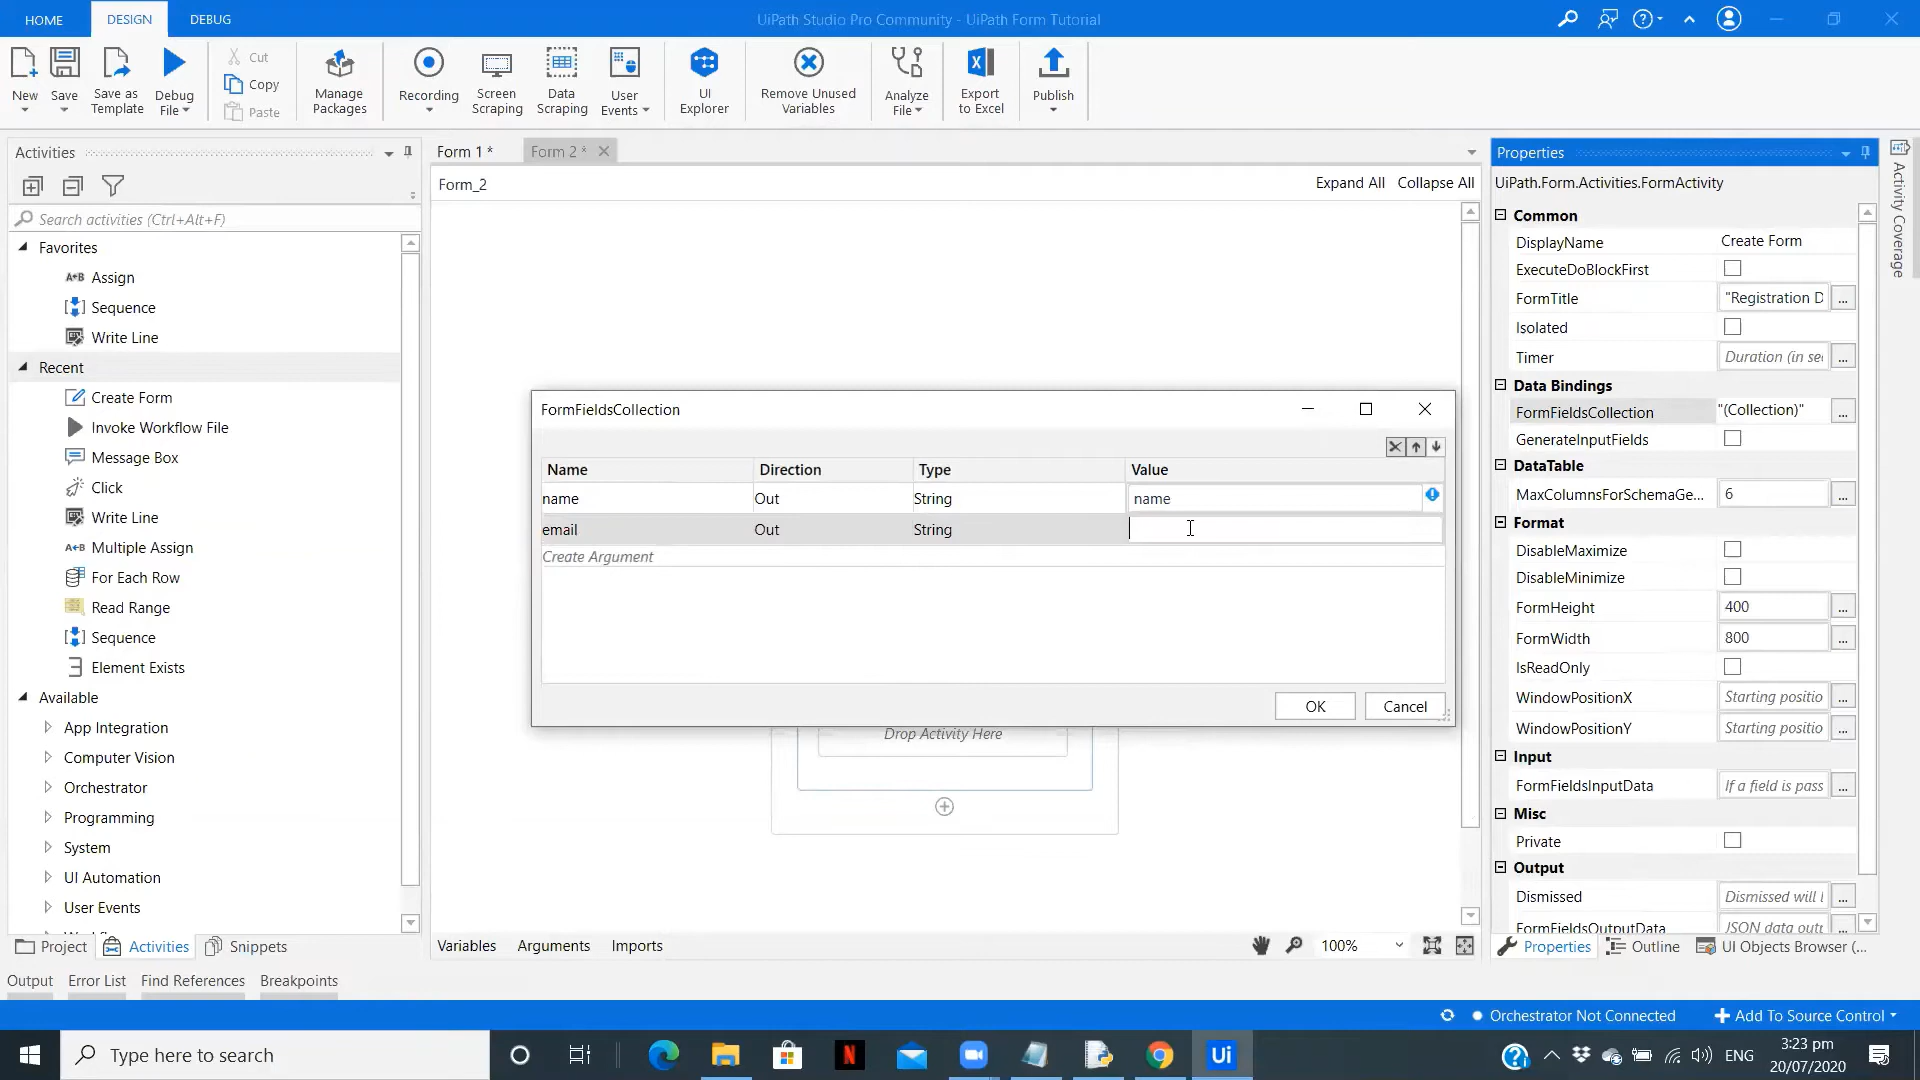 HOME
DESIGN
DEBUG
UiPath Studio Pro Community - UiPath Form Tutorial
New
Save
Save as Template
Debug File
Cut
Copy
Paste
Manage Packages
Recording
Screen Scraping
Data Scraping
User Events
UI Explorer
Remove Unused Variables
Analyze File
Export to Excel
Publish
Activities
Search activities (Ctrl+Alt+F)
Favorites
Assign
Sequence
Write Line
Recent
Create Form
Invoke Workflow File
Message Box
Click
Write Line
Multiple Assign
For Each Row
Read Range
Sequence
Element Exists
Available
App Integration
Computer Vision
Orchestrator
Programming
System
UI Automation
User Events
Project
Activities
Snippets
Form 1 *
Form 2 *
Form_2
Expand All
Collapse All
FormFieldsCollection
Name Direction Type Value
name Out String name
email Out String
Create Argument
OK
Cancel
Drop Activity Here
Variables
Arguments
Imports
100%
Properties
UiPath.Form.Activities.FormActivity
Common
DisplayName Create Form
ExecuteDoBlockFirst
FormTitle "Registration D ...
Isolated
Timer Duration (in se ...
Data Bindings
FormFieldsCollection "(Collection)" ...
GenerateInputFields
DataTable
MaxColumnsForSchemaGe... 6 ...
Format
DisableMaximize
DisableMinimize
FormHeight 400 ...
FormWidth 800 ...
IsReadOnly
WindowPositionX Starting positio ...
WindowPositionY Starting positio ...
Input
FormFieldsInputData If a field is pass ...
Misc
Private
Output
Dismissed Dismissed will ...
FormFieldsOutputData JSON data outp
Properties
Outline
UI Objects Browser (...
Activity Coverage
Output
Error List
Find References
Breakpoints
Orchestrator Not Connected
Add To Source Control
Type here to search
N
Ui
ENG
3:23 pm
20/07/2020